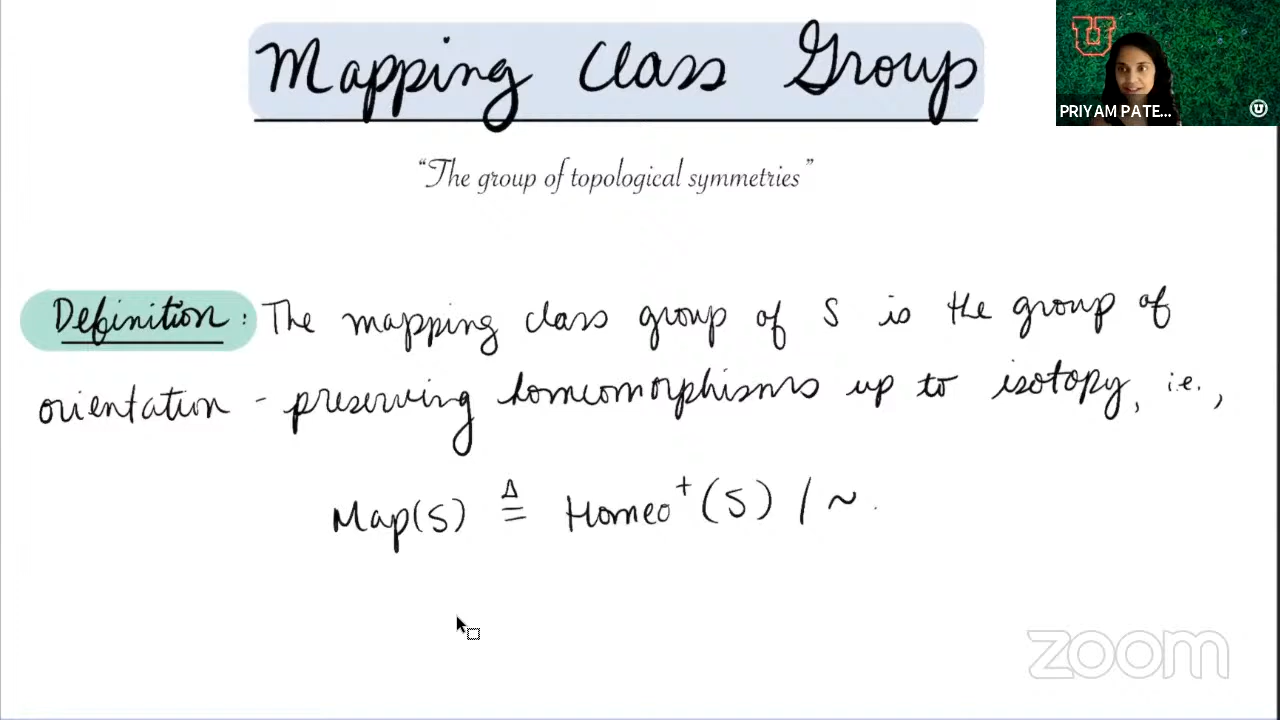 Mapping Class Group
U
PRIYAM PATE...
U
"The group of topological symmetries"
Definition: The mapping class group of S is the group of
orientation - preserving homeomorphisms up to isotopy, i.e.,
Map(S) ≜ Homeo⁺(S) / ~.
zoom